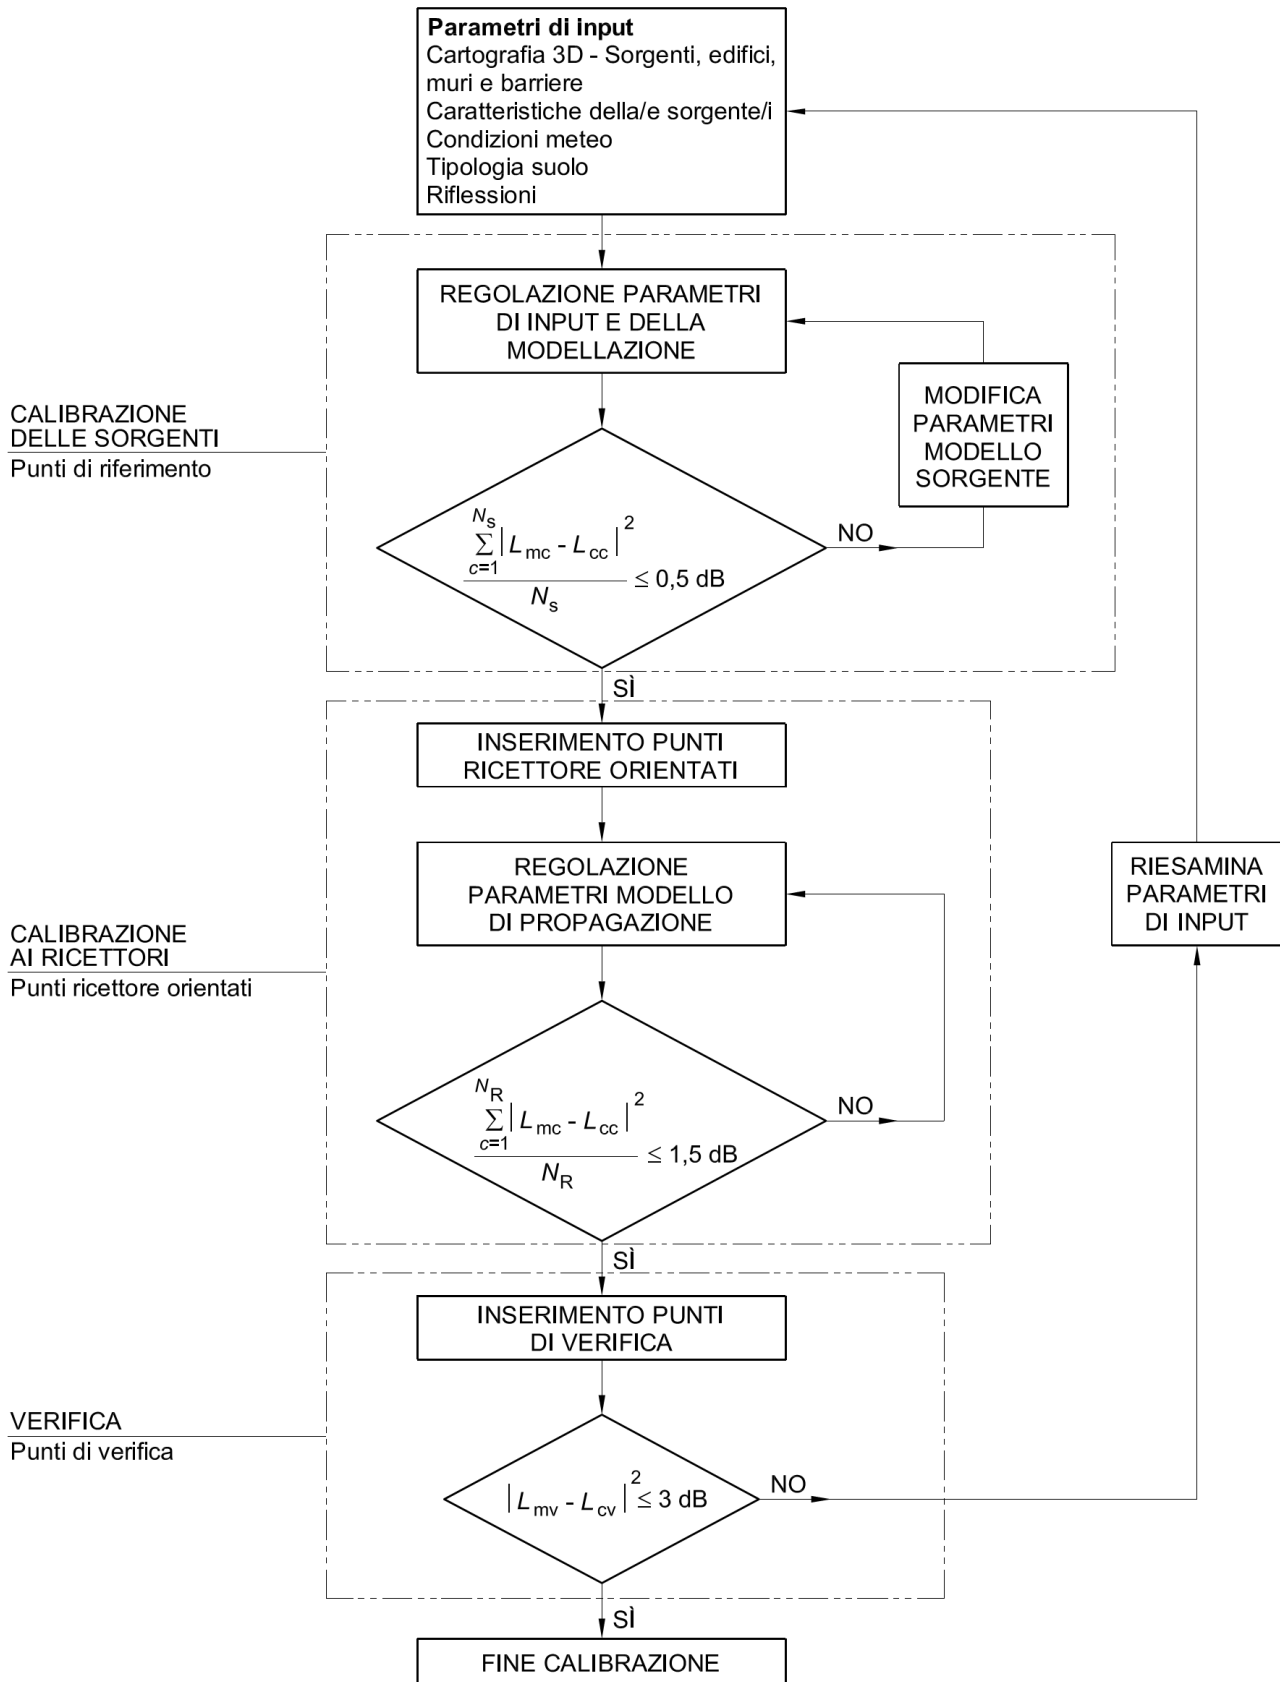 Parametri di input
Cartografia 3D - Sorgenti, edifici,
muri e barriere
Caratteristiche della/e sorgente/i
Condizioni meteo
Tipologia suolo
Riflessioni
REGOLAZIONE PARAMETRI
DI INPUT E DELLA
MODELLAZIONE
MODIFICA
PARAMETRI
MODELLO
SORGENTE
CALIBRAZIONE
DELLE SORGENTI
Punti di riferimento
∑_{c=1}^{N_s} |L_mc - L_cc|² / N_s ≤ 0,5 dB
NO
SÌ
INSERIMENTO PUNTI
RICETTORE ORIENTATI
REGOLAZIONE
PARAMETRI MODELLO
DI PROPAGAZIONE
RIESAMINA
PARAMETRI
DI INPUT
CALIBRAZIONE
AI RICETTORI
Punti ricettore orientati
∑_{c=1}^{N_R} |L_mc - L_cc|² / N_R ≤ 1,5 dB
NO
SÌ
INSERIMENTO PUNTI
DI VERIFICA
VERIFICA
Punti di verifica
|L_mv - L_cv|² ≤ 3 dB
NO
SÌ
FINE CALIBRAZIONE